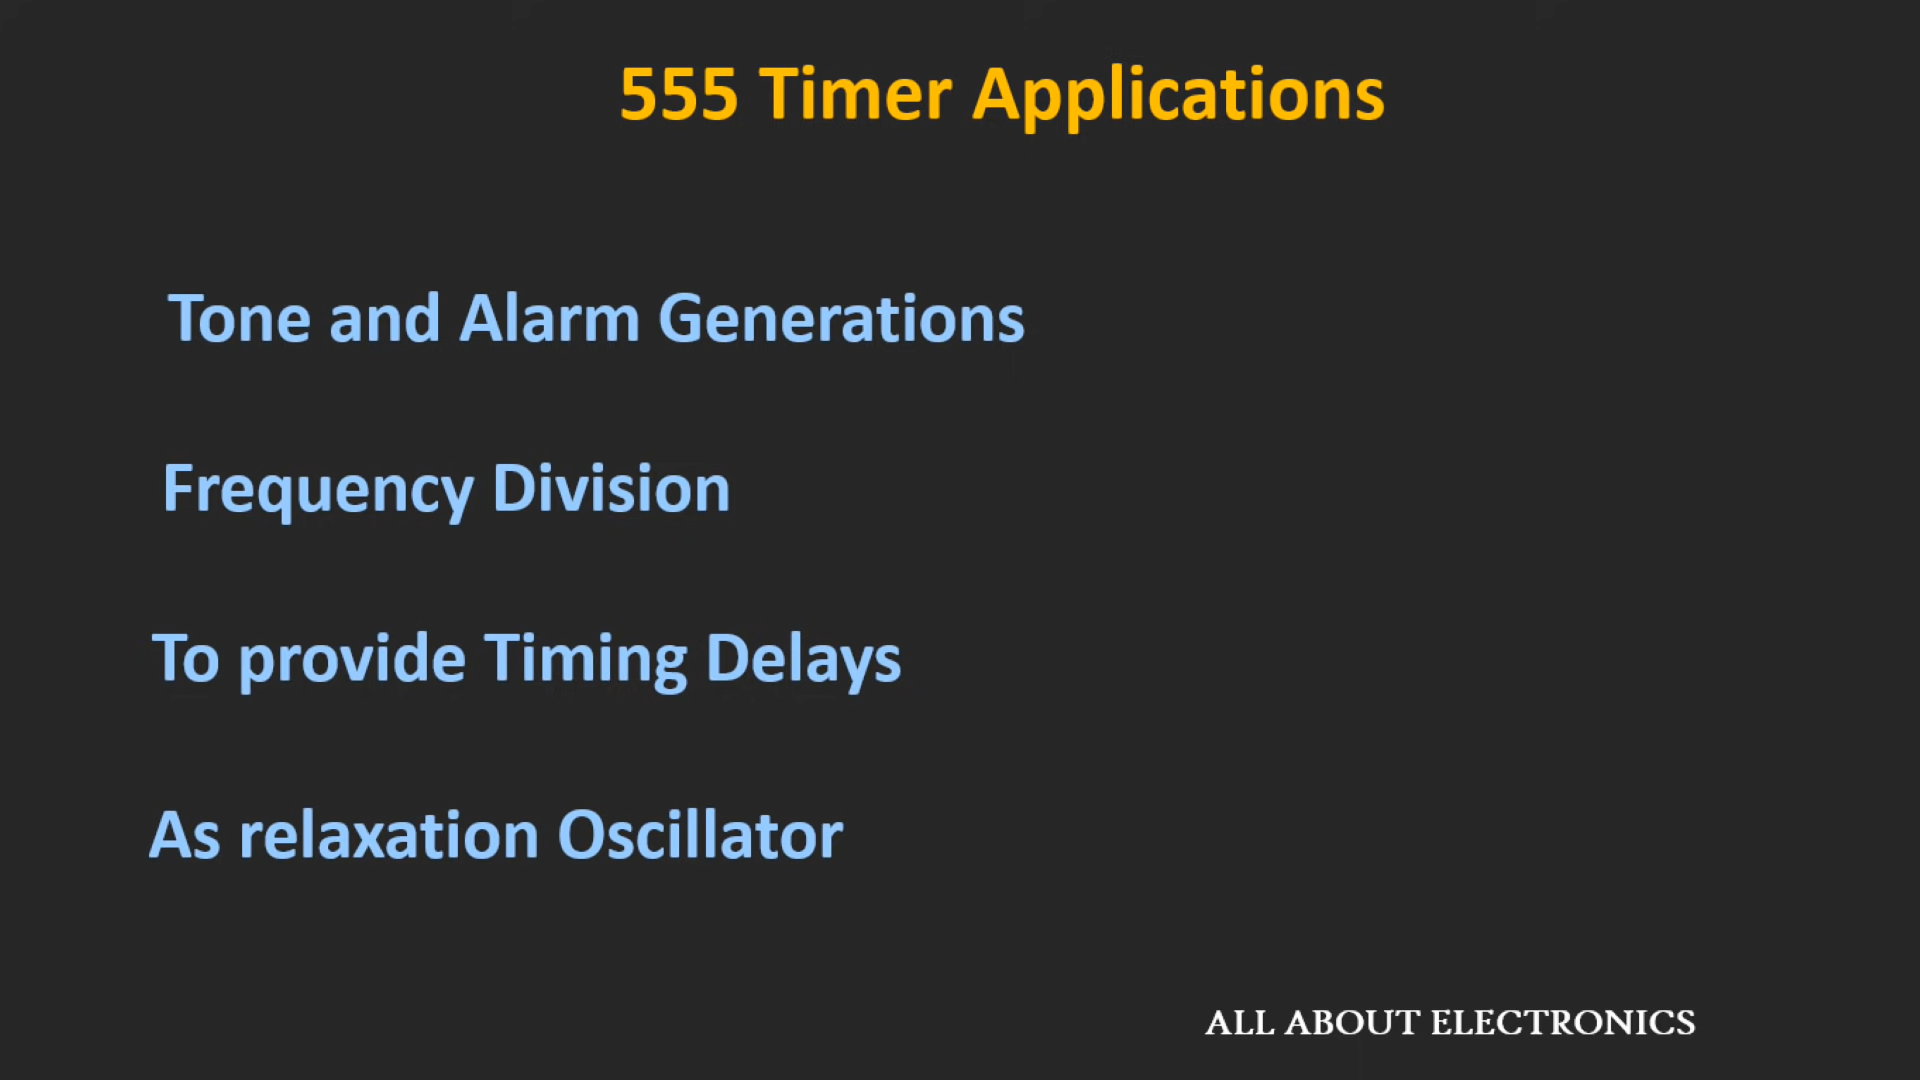 555 Timer Applications
Tone and Alarm Generations
Frequency Division
To provide Timing Delays
As relaxation Oscillator
ALL ABOUT ELECTRONICS